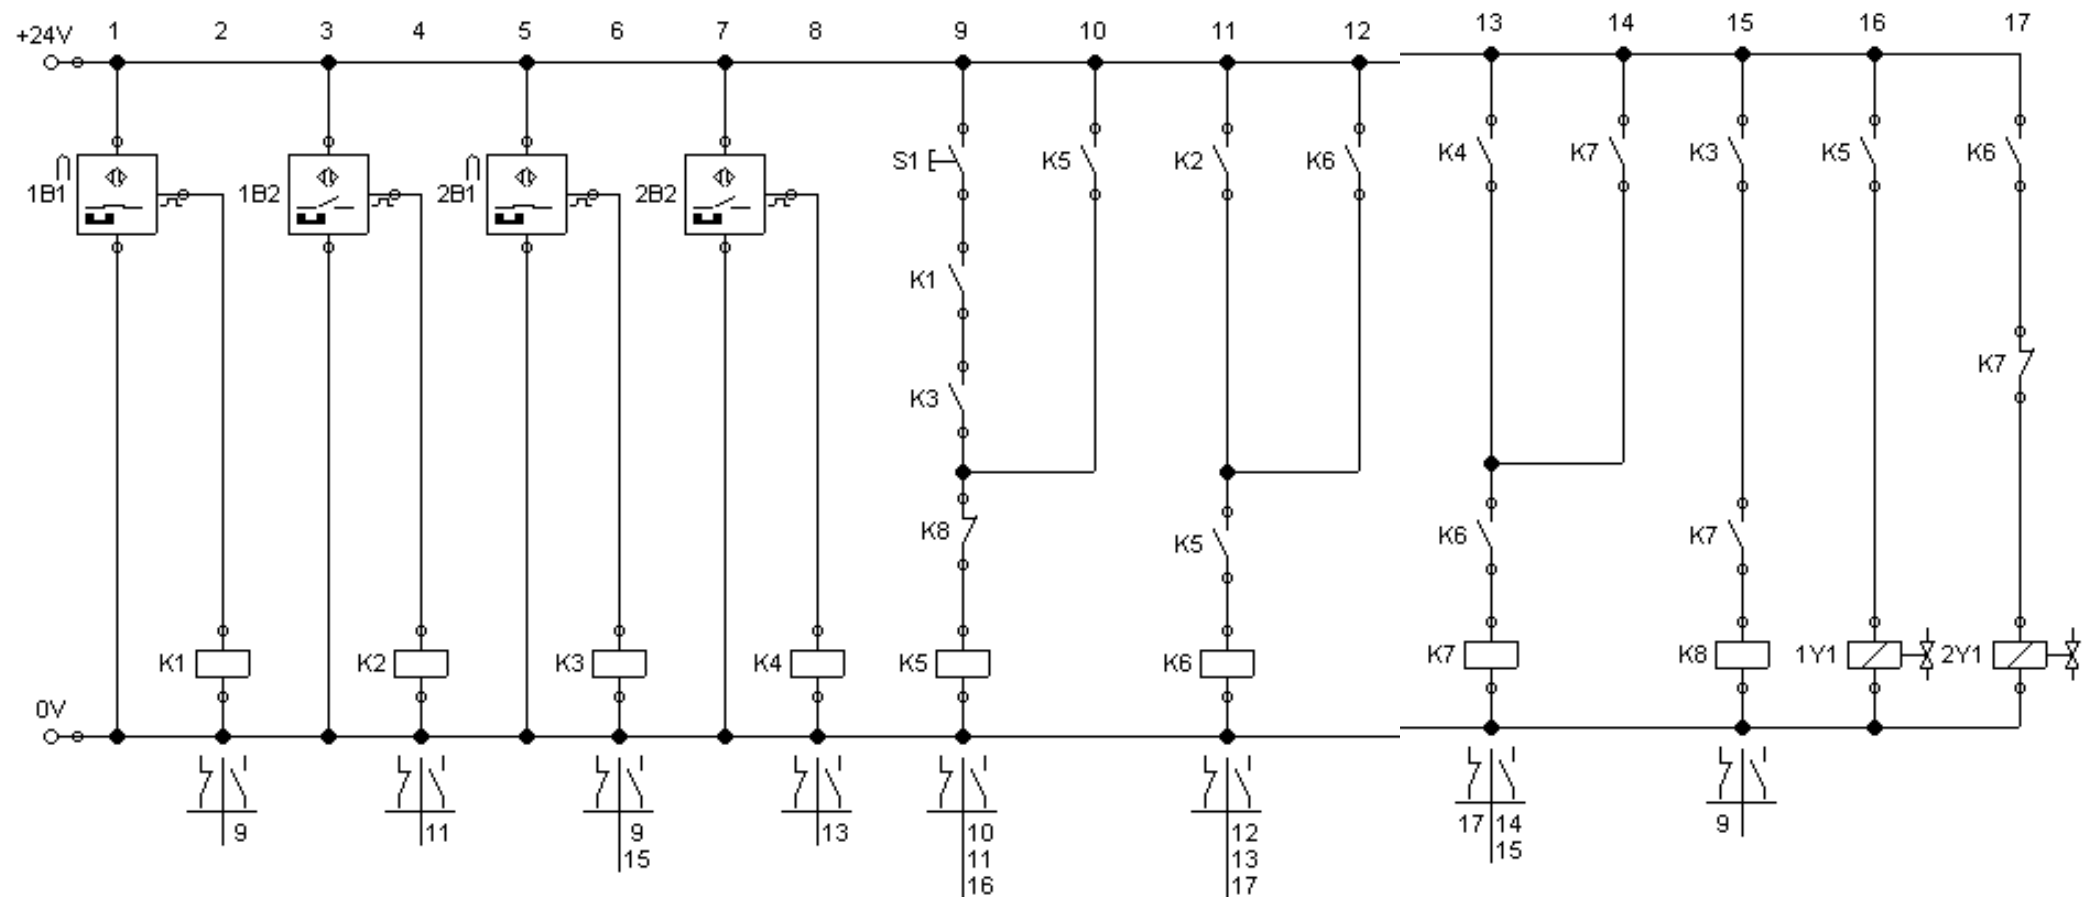 +24V 1 2 3 4 5 6 7 8 9 10 11 12 13 14 15 16 17
S1 K5 K2 K6 K4 K7 K3 K5 K6
1B1 1B2 2B1 2B2
K1
K7
K3
K8 K5 K6 K7
K1 K2 K3 K4 K5 K6 K7 K8 1Y1 2Y1
0V
9 11 9 13 10 12 17 14 9
15 11 13 15
16 17